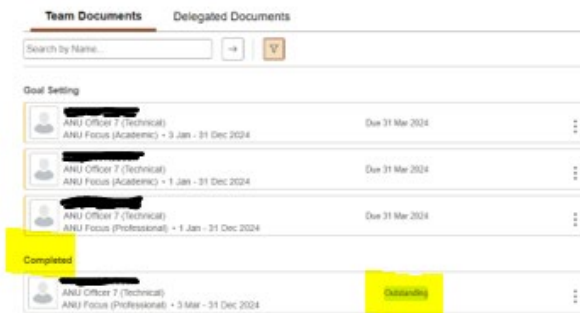 Team Documents Delegated Documents
Search by Name...
Goal Setting
ANU Officer 7 (Technical) Due 31 Mar 2024
ANU Focus (Academic) • 3 Jan - 31 Dec 2024
ANU Officer 7 (Technical) Due 31 Mar 2024
ANU Focus (Academic) • 1 Jan - 31 Dec 2024
ANU Officer 7 (Technical) Due 31 Mar 2024
ANU Focus (Professional) • 1 Jan - 31 Dec 2024
Completed
ANU Officer 7 (Technical) Outstanding
ANU Focus (Professional) • 3 Mar - 31 Dec 2024